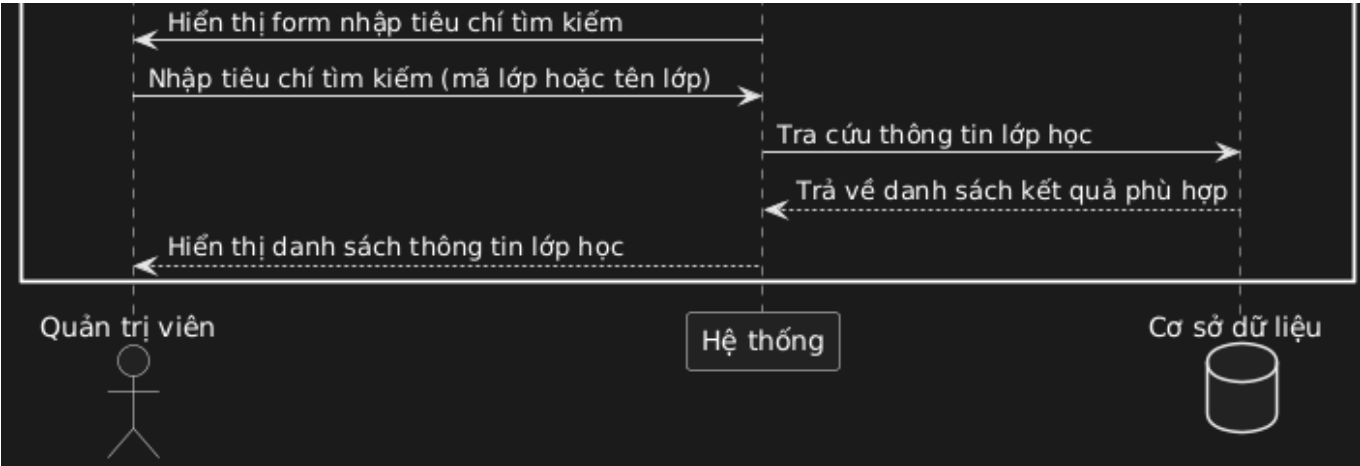 Hiển thị form nhập tiêu chí tìm kiếm
Nhập tiêu chí tìm kiếm (mã lớp hoặc tên lớp)
Tra cứu thông tin lớp học
Trả về danh sách kết quả phù hợp
Hiển thị danh sách thông tin lớp học
Quản trị viên
Hệ thống
Cơ sở dữ liệu